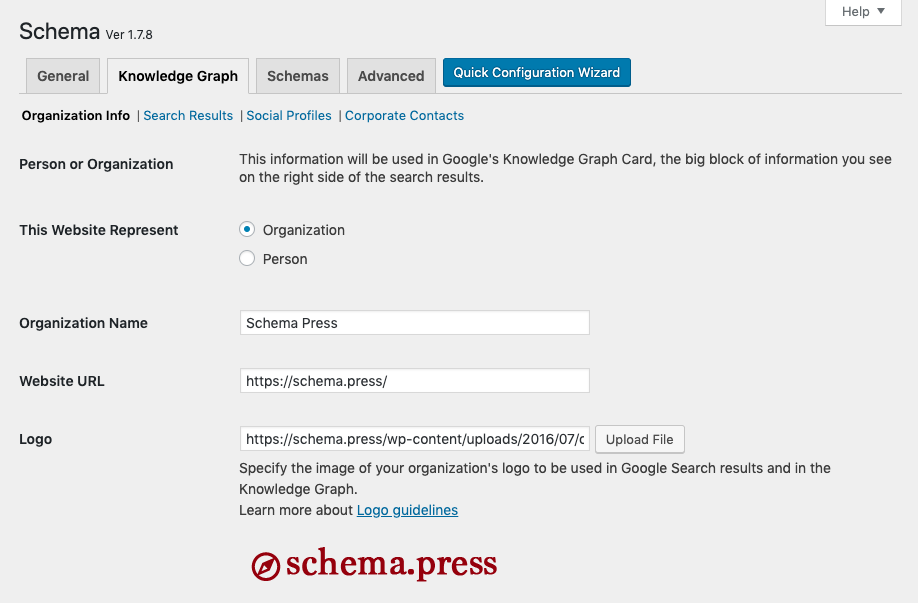 Help
Schema Ver 1.7.8
General Knowledge Graph Schemas Advanced Quick Configuration Wizard
Organization Info | Search Results | Social Profiles | Corporate Contacts
Person or Organization
This information will be used in Google's Knowledge Graph Card, the big block of information you see
on the right side of the search results.
This Website Represent
Organization
Person
Organization Name
Schema Press
Website URL
https://schema.press/
Logo
https://schema.press/wp-content/uploads/2016/07/
Upload File
Specify the image of your organization's logo to be used in Google Search results and in the
Knowledge Graph.
Learn more about Logo guidelines
schema.press